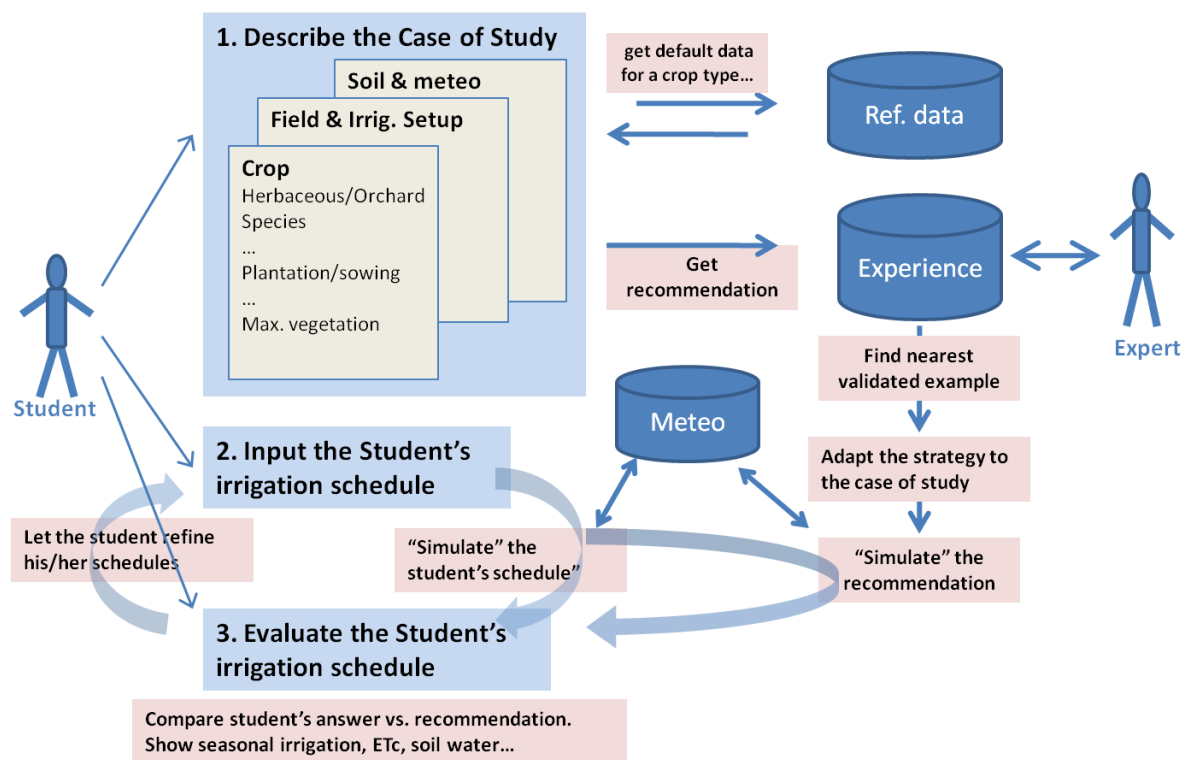 1. Describe the Case of Study
Soil & meteo
Field & Irrig. Setup
Crop
Herbaceous/Orchard
Species
…
Plantation/sowing
…
Max. vegetation
get default data
for a crop type…
Ref. data
Get
recommendation
Experience
Expert
Student
Find nearest
validated example
Meteo
Adapt the strategy to
the case of study
2. Input the Student’s
irrigation schedule
Let the student refine
his/her schedules
“Simulate” the
student’s schedule”
“Simulate” the
recommendation
3. Evaluate the Student’s
irrigation schedule
Compare student’s answer vs. recommendation.
Show seasonal irrigation, ETc, soil water…